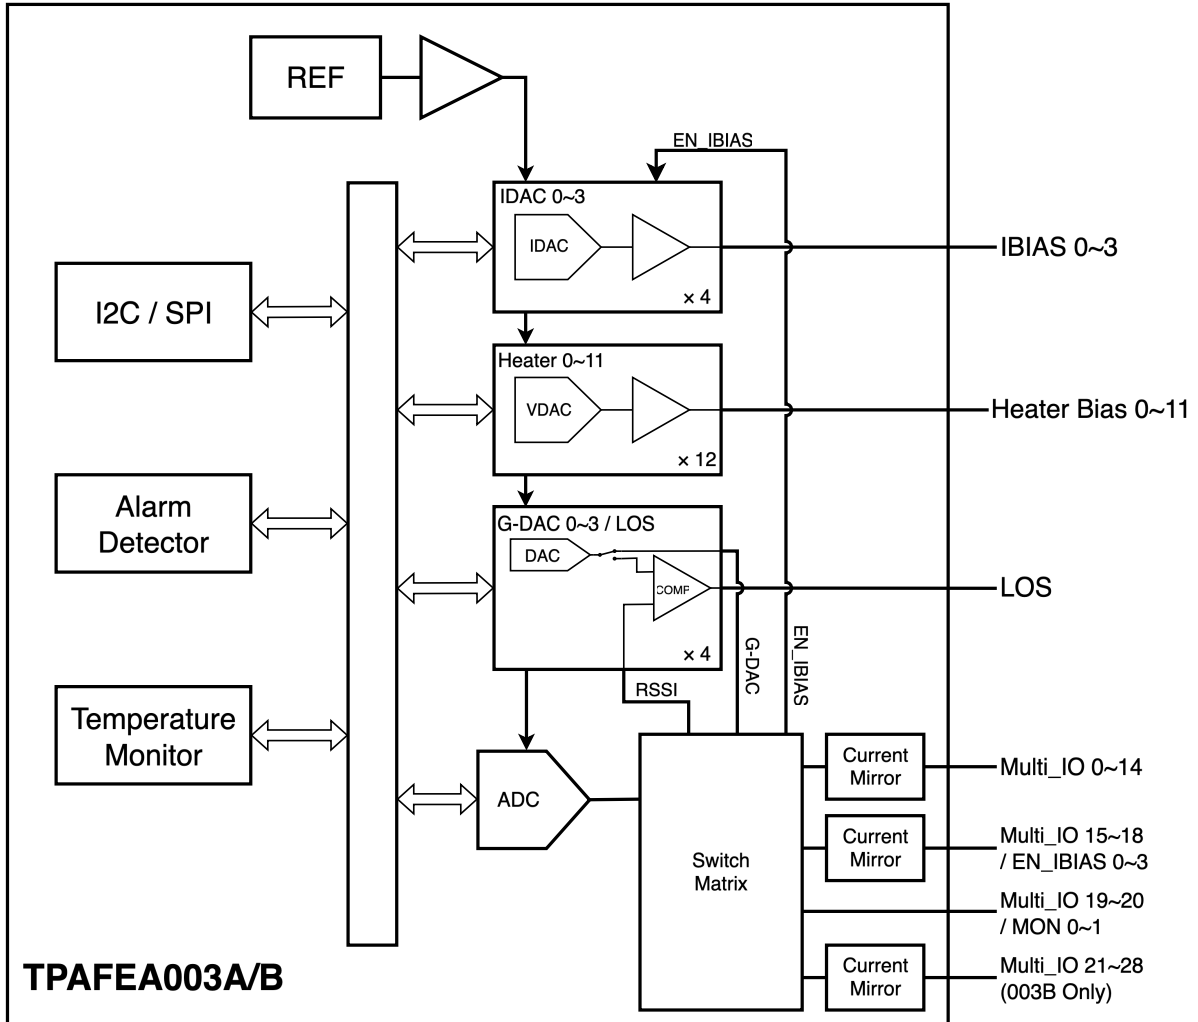 REF
EN_IBIAS
IDAC 0~3
IDAC
× 4
IBIAS 0~3
I2C / SPI
Heater 0~11
VDAC
× 12
Heater Bias 0~11
Alarm
Detector
G-DAC 0~3 / LOS
DAC
COMP
× 4
LOS
G-DAC
EN_IBIAS
RSSI
Temperature
Monitor
ADC
Switch
Matrix
Current
Mirror
Multi_IO 0~14
Current
Mirror
Multi_IO 15~18
/ EN_IBIAS 0~3
Multi_IO 19~20
/ MON 0~1
Current
Mirror
Multi_IO 21~28
(003B Only)
TPAFEA003A/B